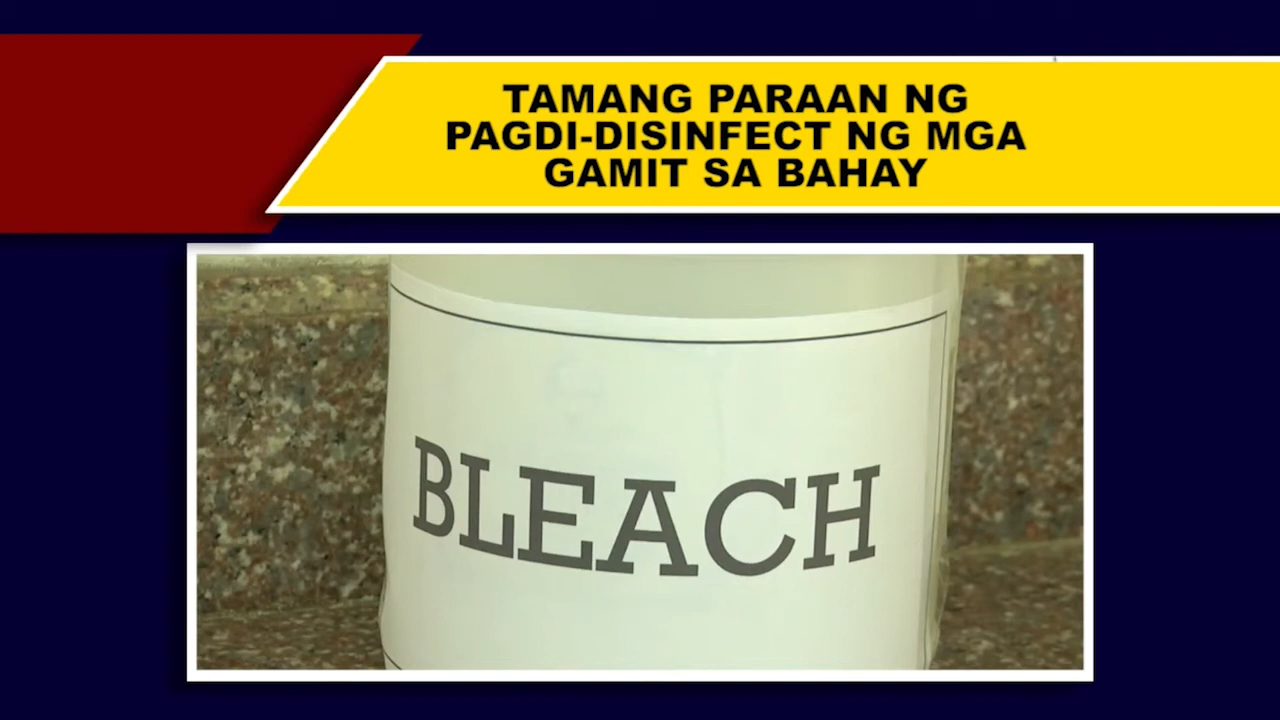 TAMANG PARAAN NG
PAGDI-DISINFECT NG MGA
GAMIT SA BAHAY
BLEACH